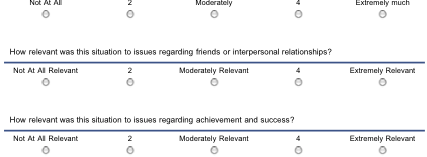 Not At All 2 Moderately 4 Extremely much
How relevant was this situation to issues regarding friends or interpersonal relationships?
Not At All Relevant 2 Moderately Relevant 4 Extremely Relevant
How relevant was this situation to issues regarding achievement and success?
Not At All Relevant 2 Moderately Relevant 4 Extremely Relevant